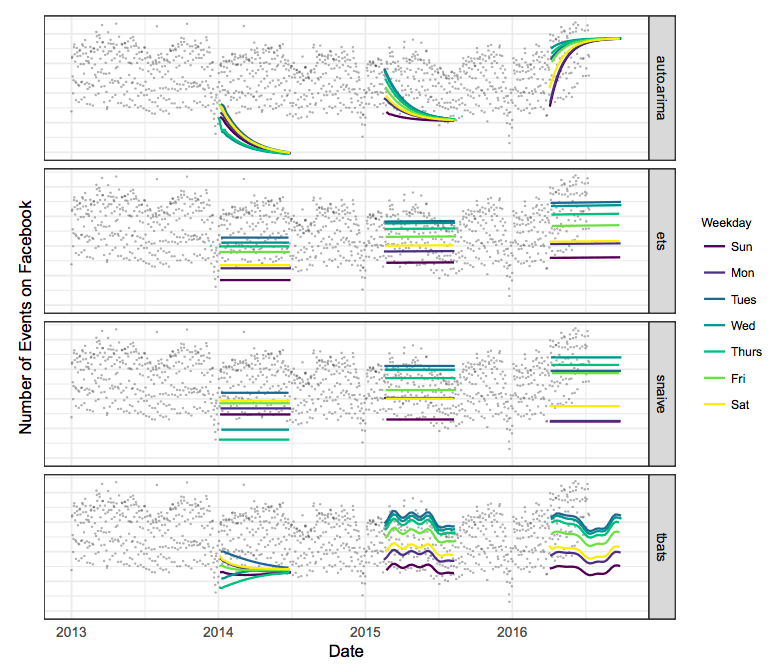 Number of Events on Facebook
auto.arima
ets
snaive
tbats
2013 2014 2015 2016
Date
Weekday
Sun
Mon
Tues
Wed
Thurs
Fri
Sat